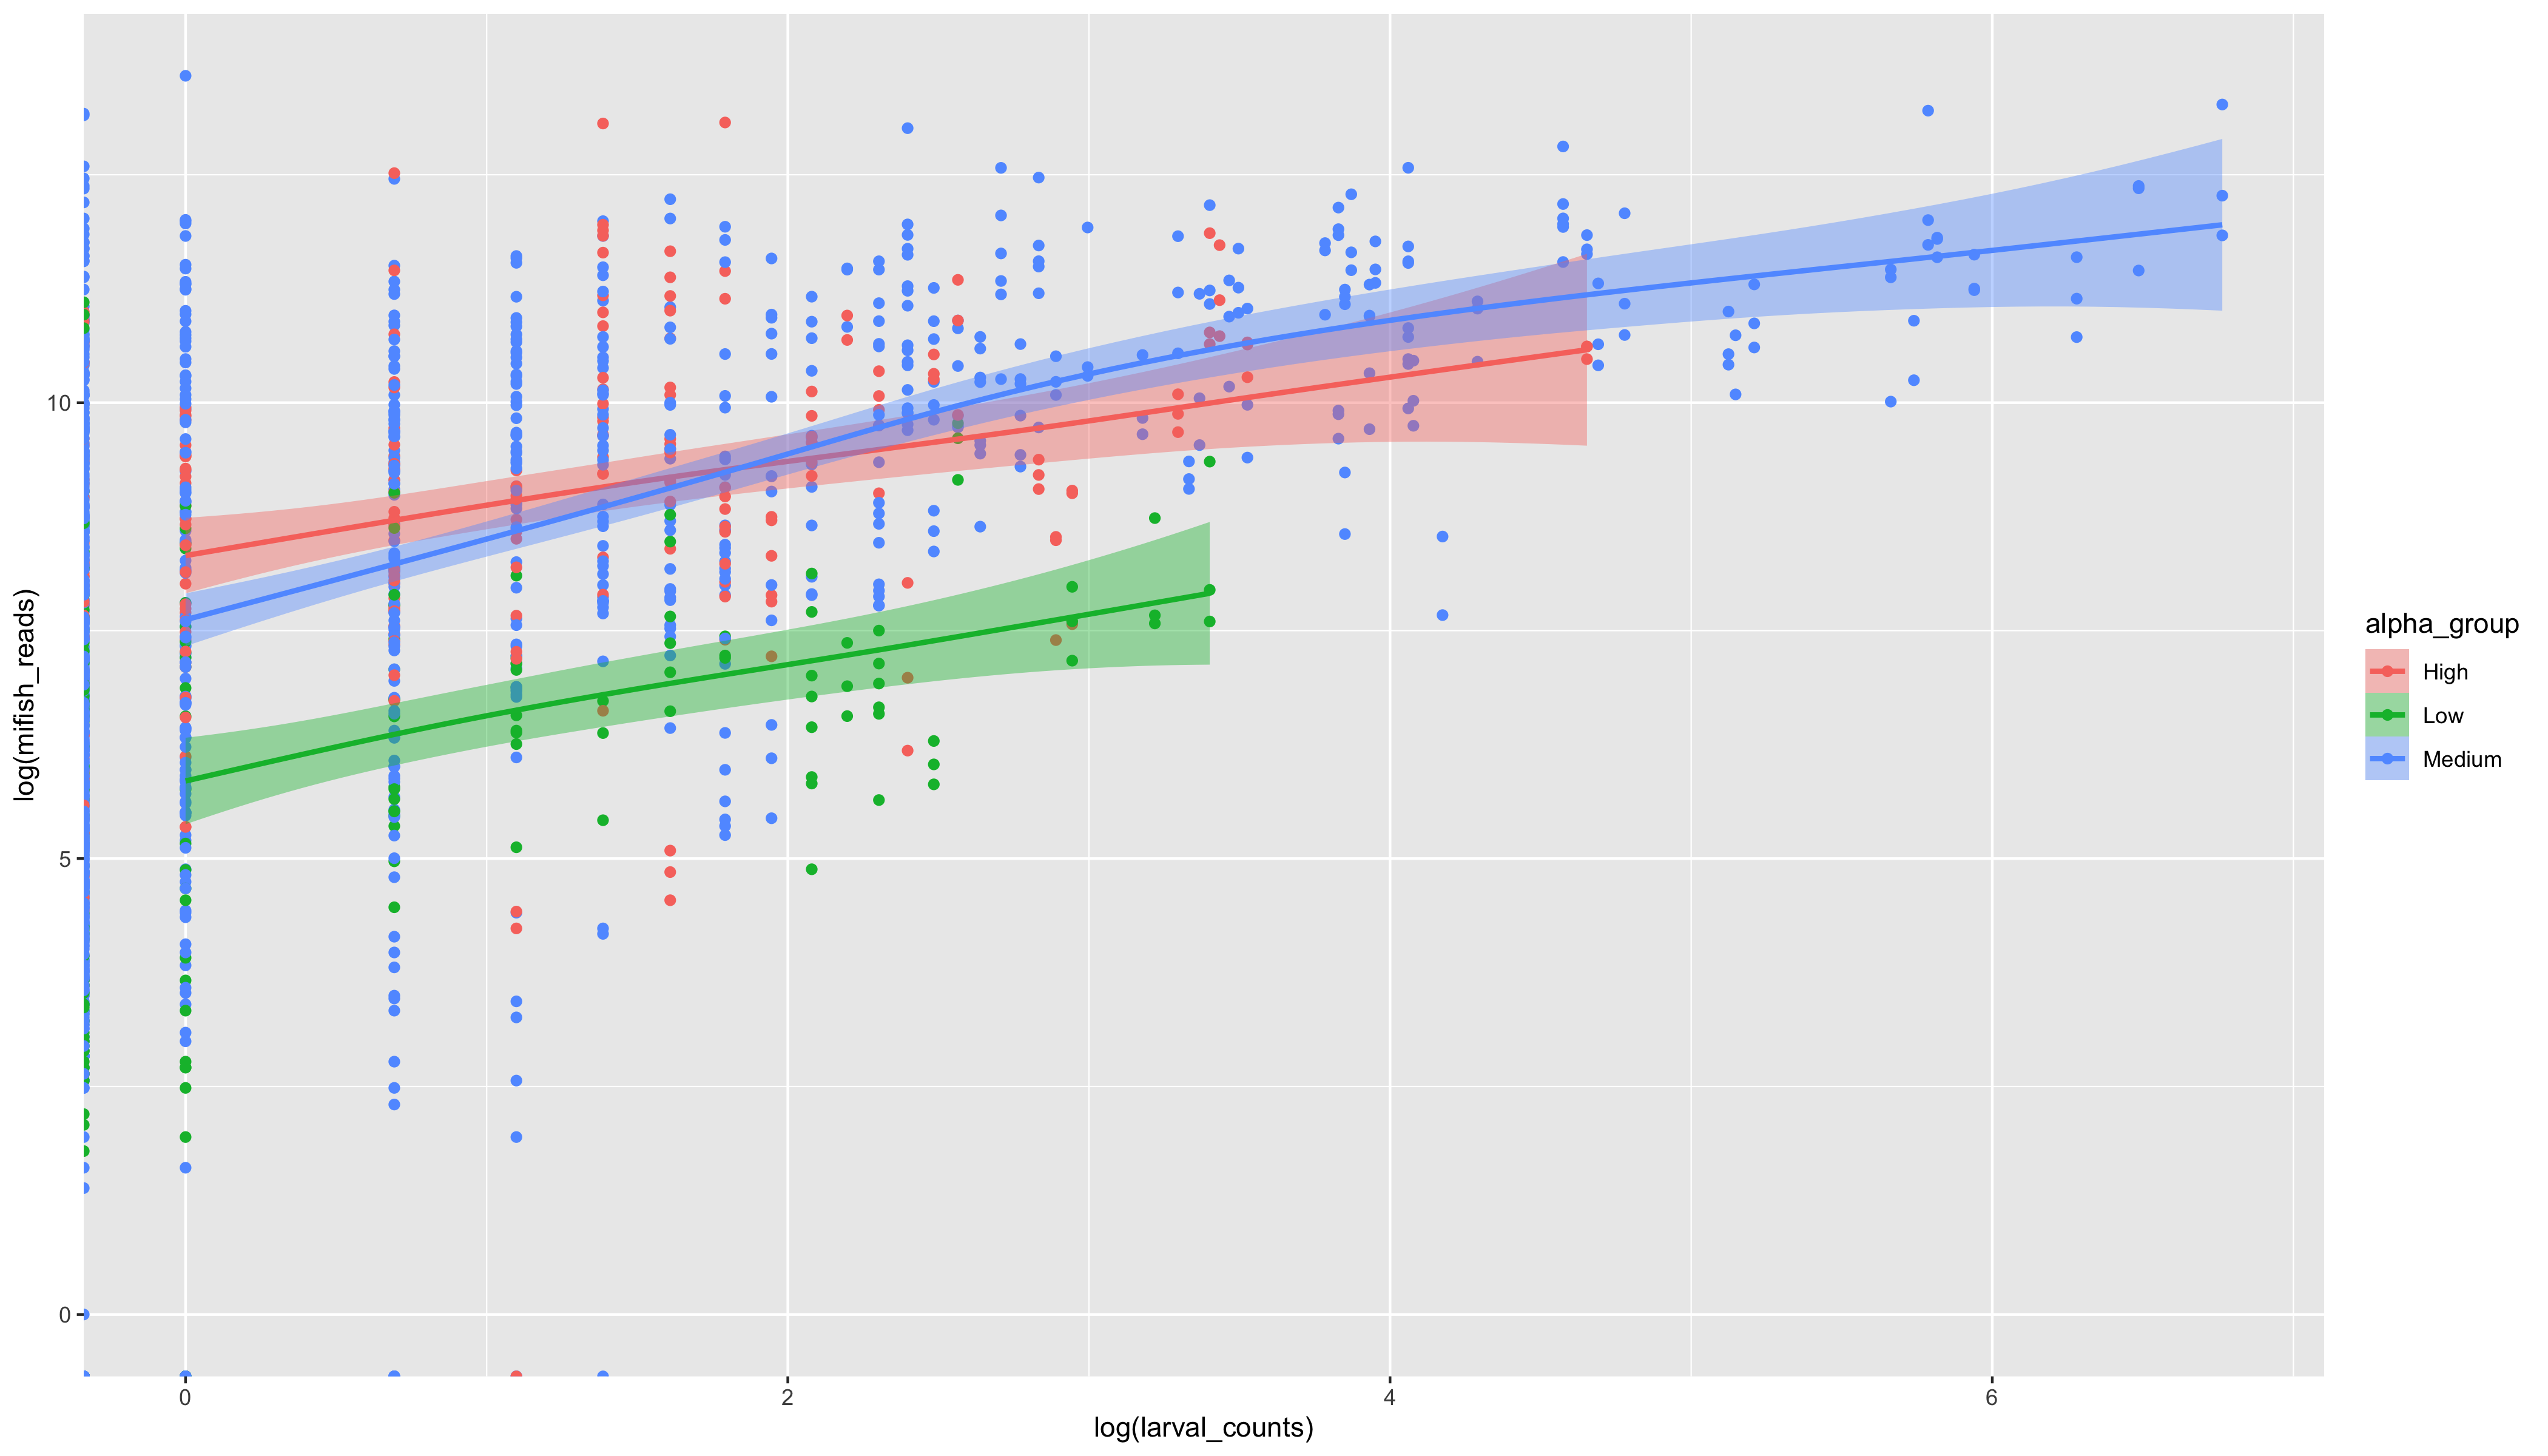 log(mifish_reads)
10
5
0
0
2
4
6
log(larval_counts)
alpha_group
High
Low
Medium